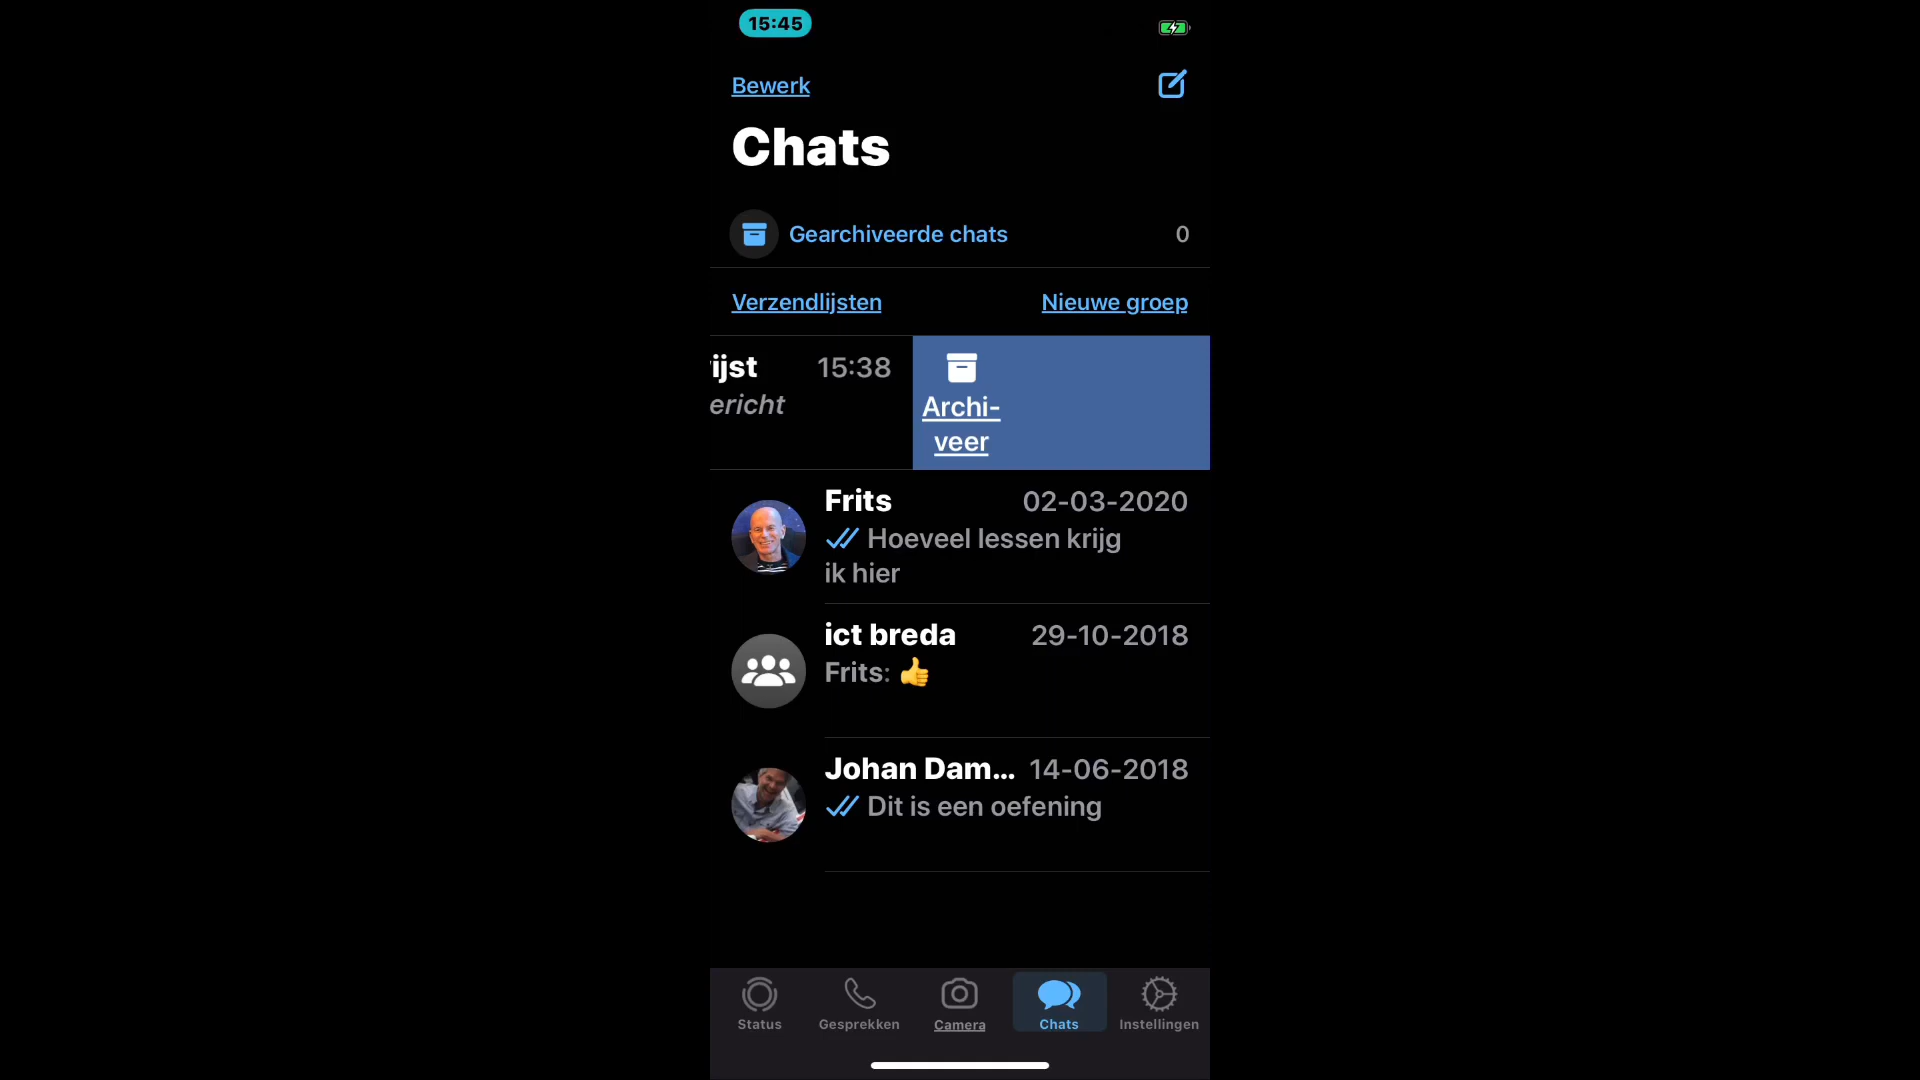 15:45
Bewerk
Chats
Gearchiveerde chats 0
Verzendlijsten Nieuwe groep
ijst 15:38
ericht
Archi-
veer
Frits 02-03-2020
Hoeveel lessen krijg
ik hier
ict breda 29-10-2018
Frits: 👍
Johan Dam... 14-06-2018
Dit is een oefening
Status Gesprekken Camera Chats Instellingen